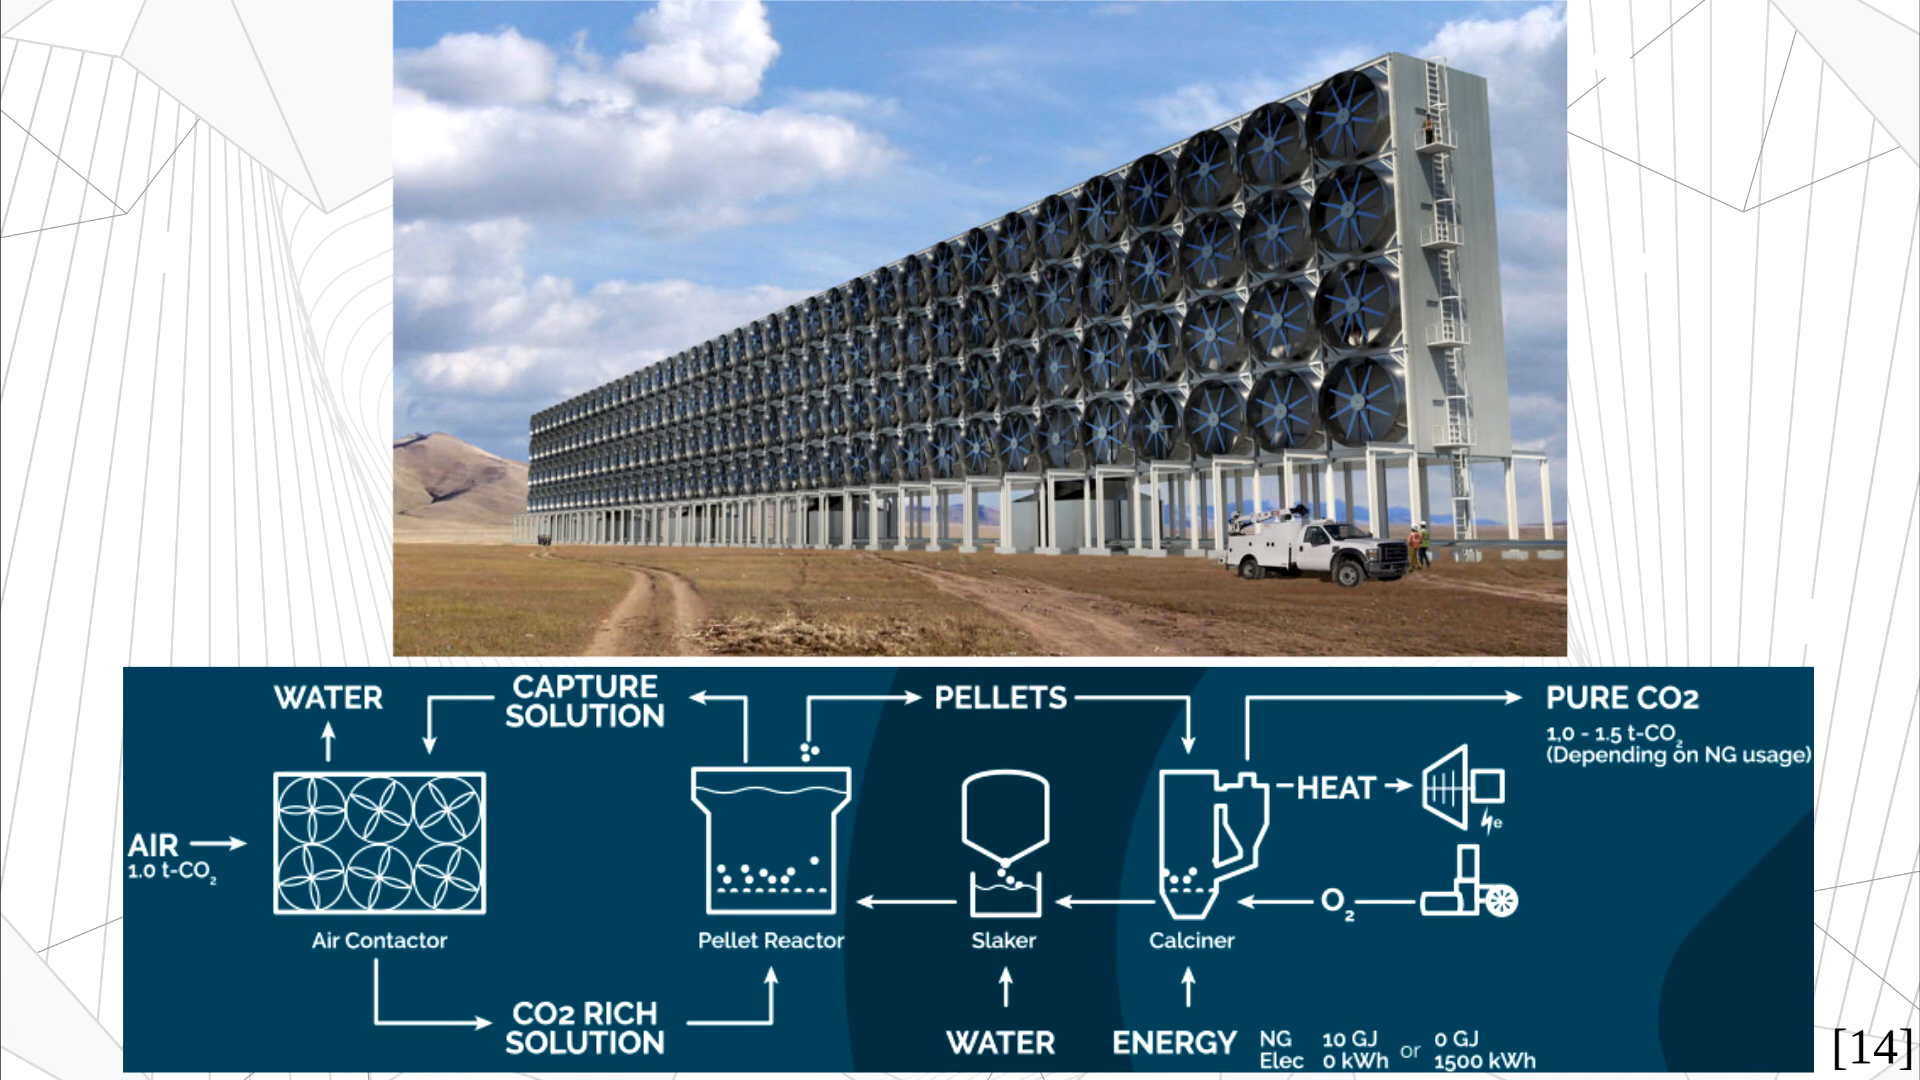 WATER
CAPTURE
SOLUTION
PELLETS
PURE CO2
1,0 - 1.5 t-CO₂
(Depending on NG usage)
HEAT
e
AIR
1.0 t-CO₂
O₂
Air Contactor
Pellet Reactor
Slaker
Calciner
CO2 RICH
SOLUTION
WATER
ENERGY
NG 10 GJ or 0 GJ
Elec 0 kWh 1500 kWh
[14]